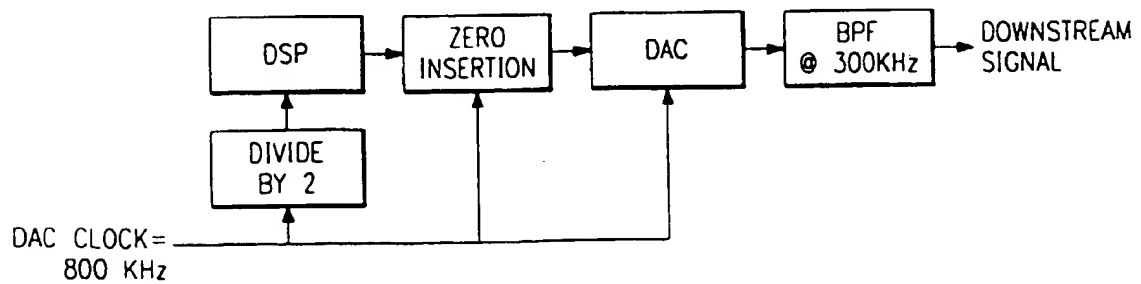 DSP
ZERO
INSERTION
DAC
BPF
@ 300KHz
DOWNSTREAM
SIGNAL
DIVIDE
BY 2
DAC CLOCK=
800 KHz